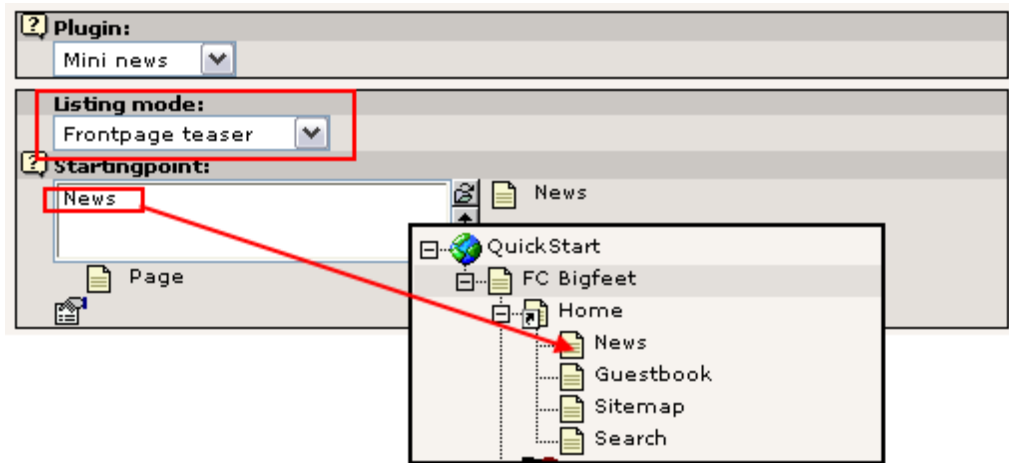 Plugin:
Mini news
Listing mode:
Frontpage teaser
Startingpoint:
News
News
Page
QuickStart
FC Bigfeet
Home
News
Guestbook
Sitemap
Search